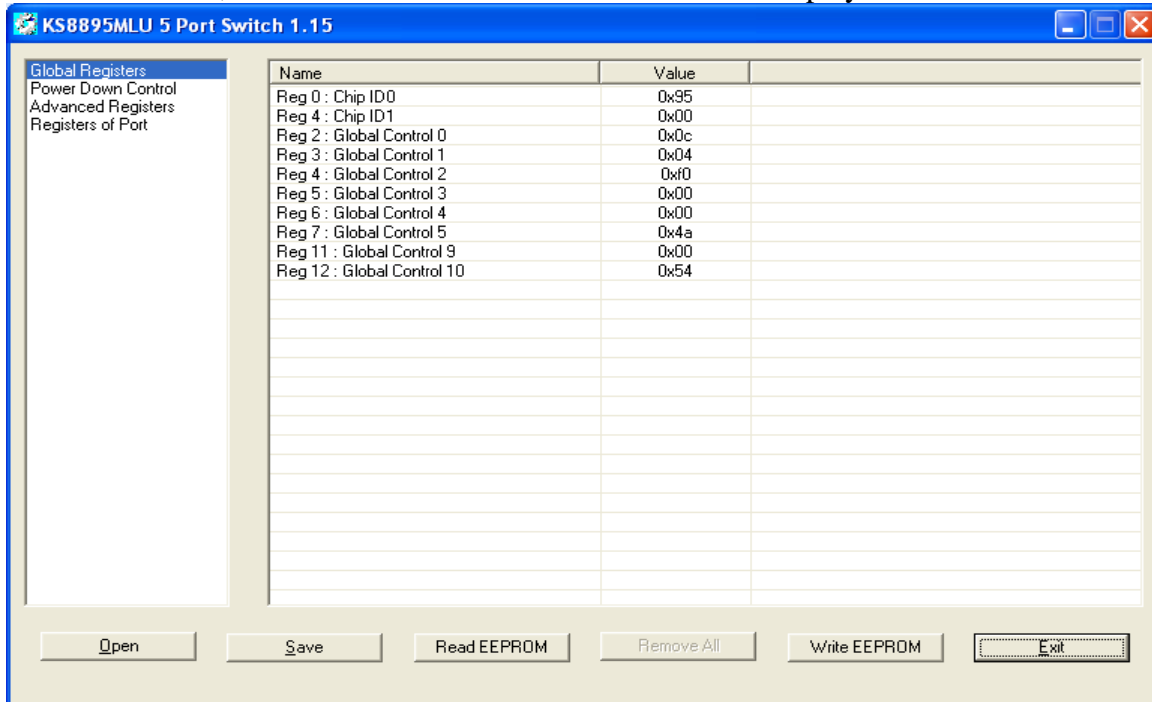 KS8895MLU 5 Port Switch 1.15
Global Registers
Power Down Control
Advanced Registers
Registers of Port
Name Value
Reg 0 : Chip ID0 0x95
Reg 4 : Chip ID1 0x00
Reg 2 : Global Control 0 0x0c
Reg 3 : Global Control 1 0x04
Reg 4 : Global Control 2 0xf0
Reg 5 : Global Control 3 0x00
Reg 6 : Global Control 4 0x00
Reg 7 : Global Control 5 0x4a
Reg 11 : Global Control 9 0x00
Reg 12 : Global Control 10 0x54
Open Save Read EEPROM Remove All Write EEPROM Exit